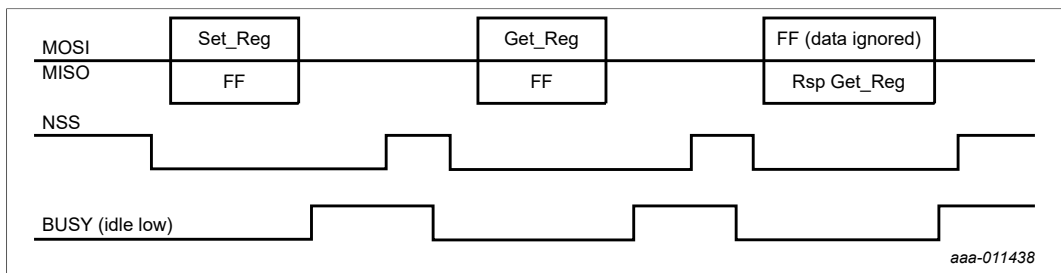 MOSI
Set_Reg
Get_Reg
FF (data ignored)
MISO
FF
FF
Rsp Get_Reg
NSS
BUSY (idle low)
aaa-011438